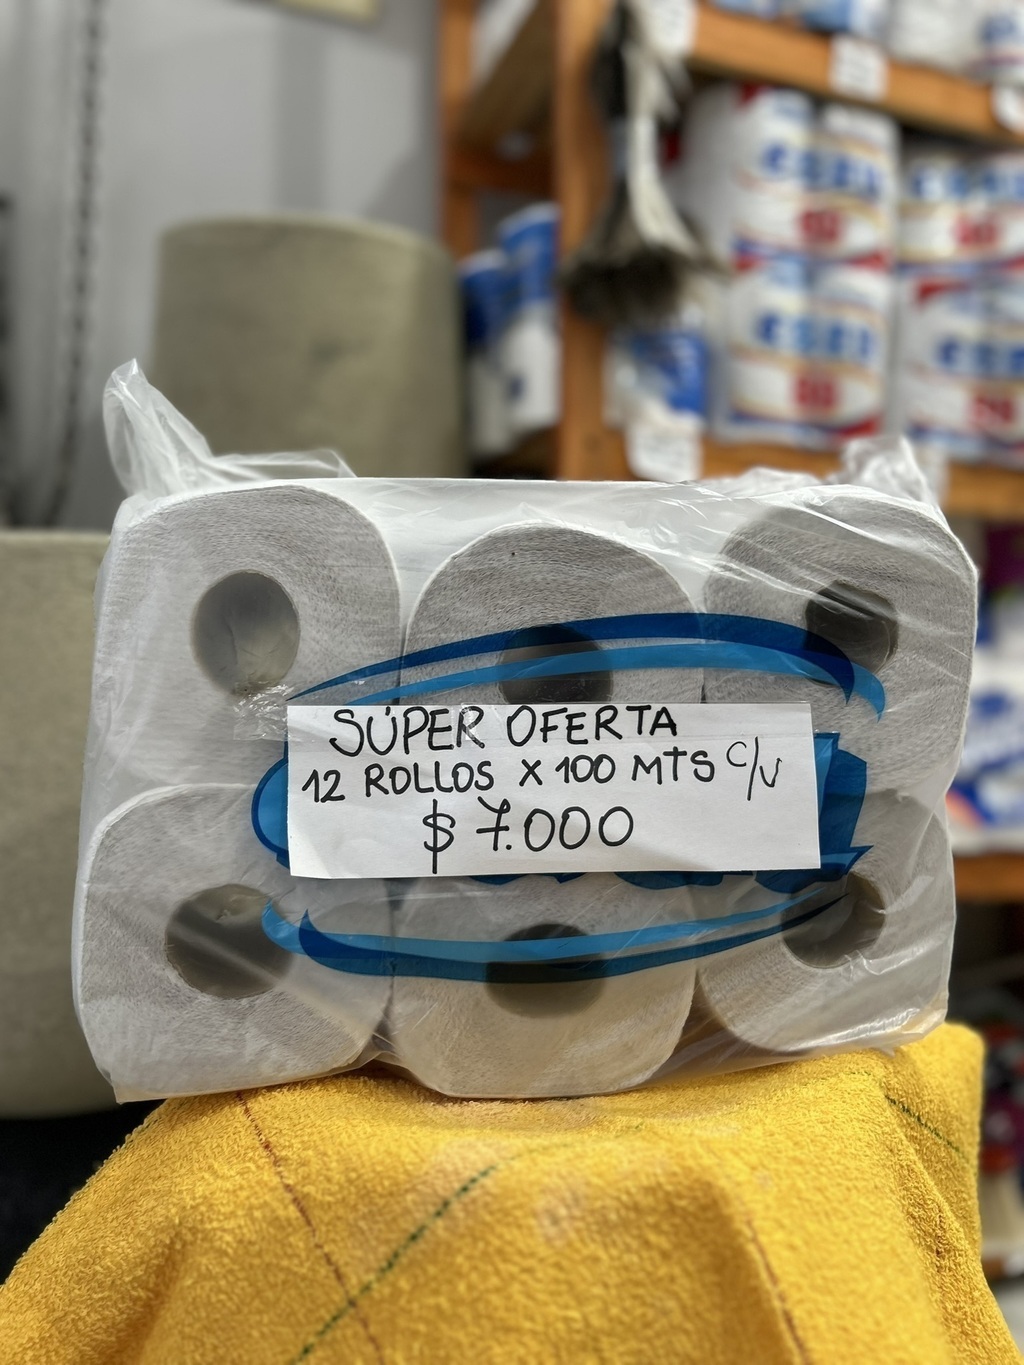 SÚPER OFERTA
12 ROLLOS X 100 MTS C/U
$ 7.000